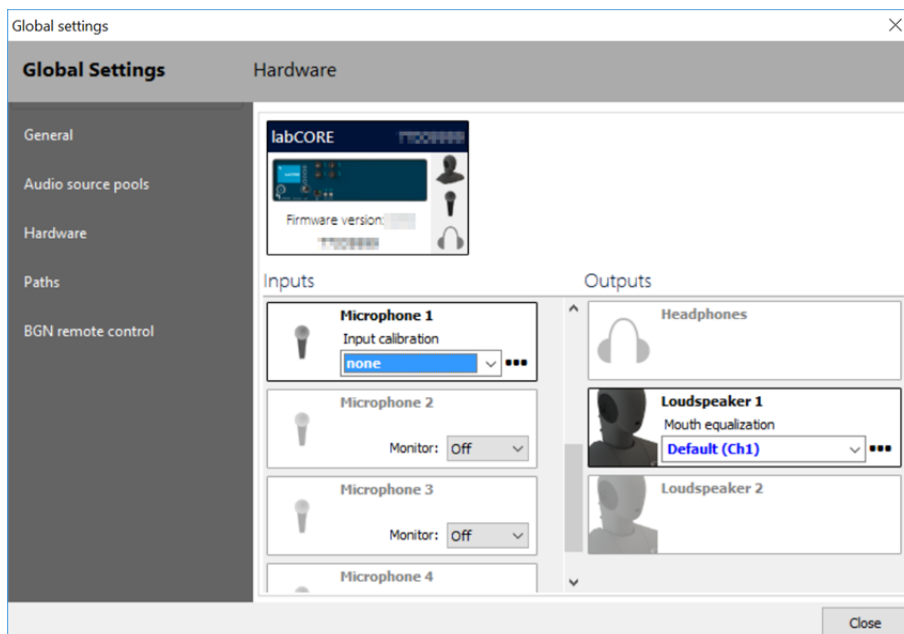 Global settings
Global Settings
Hardware
General
Audio source pools
Hardware
Paths
BGN remote control
labCORE
Firmware version:
Inputs
Microphone 1
Input calibration
none
Microphone 2
Monitor: Off
Microphone 3
Monitor: Off
Microphone 4
Outputs
Headphones
Loudspeaker 1
Mouth equalization
Default (Ch1)
Loudspeaker 2
Close